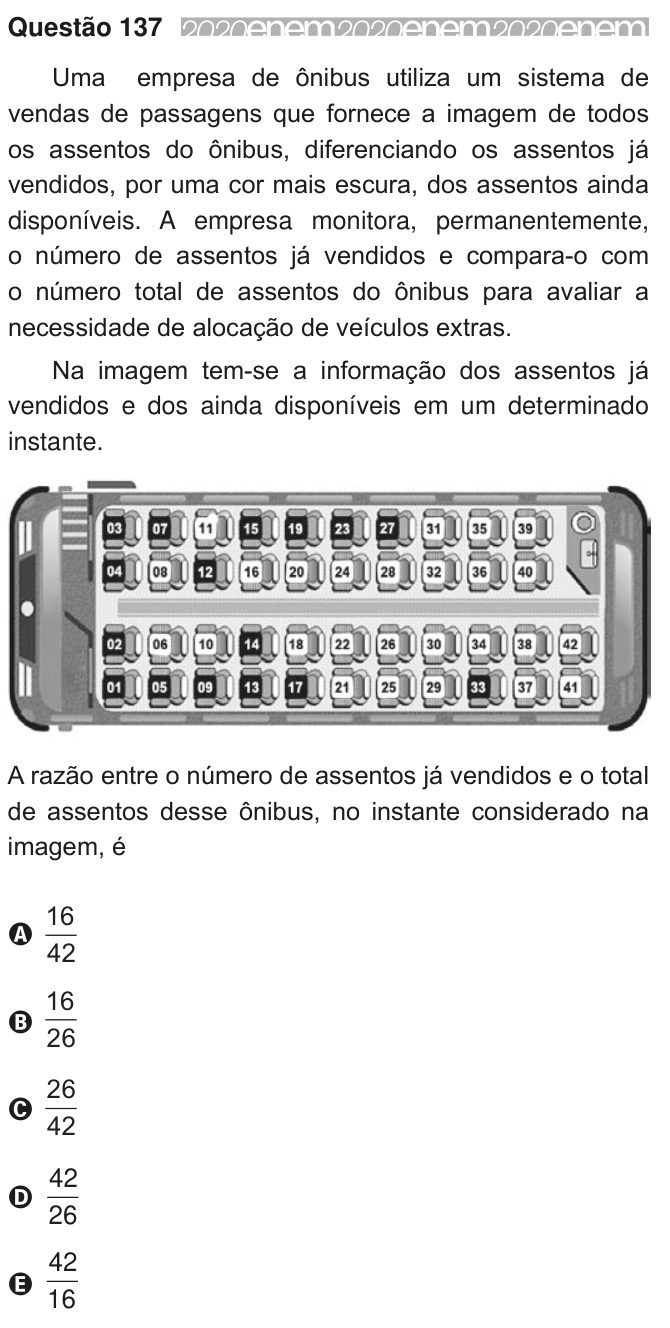 Questão 137 2020enem2020enem2020enem
Uma empresa de ônibus utiliza um sistema de
vendas de passagens que fornece a imagem de todos
os assentos do ônibus, diferenciando os assentos já
vendidos, por uma cor mais escura, dos assentos ainda
disponíveis. A empresa monitora, permanentemente,
o número de assentos já vendidos e compara-o com
o número total de assentos do ônibus para avaliar a
necessidade de alocação de veículos extras.
Na imagem tem-se a informação dos assentos já
vendidos e dos ainda disponíveis em um determinado
instante.
03 07 11 15 19 23 27 31 35 39
04 08 12 16 20 24 28 32 36 40
02 06 10 14 18 22 26 30 34 38 42
01 05 09 13 17 21 25 29 33 37 41
A razão entre o número de assentos já vendidos e o total
de assentos desse ônibus, no instante considerado na
imagem, é
A 16
42
B 16
26
C 26
42
D 42
26
E 42
16